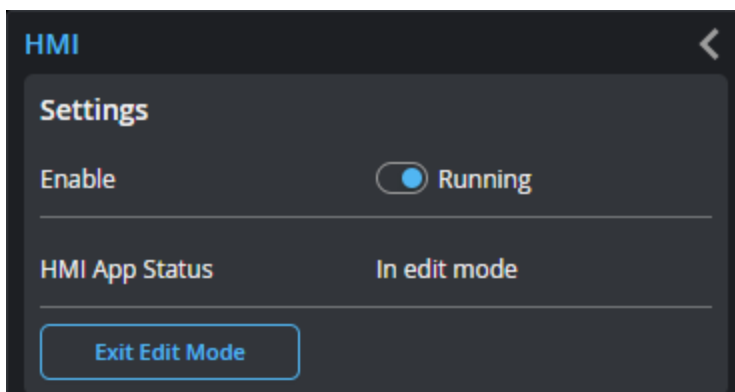 HMI
Settings
Enable Running
HMI App Status In edit mode
Exit Edit Mode